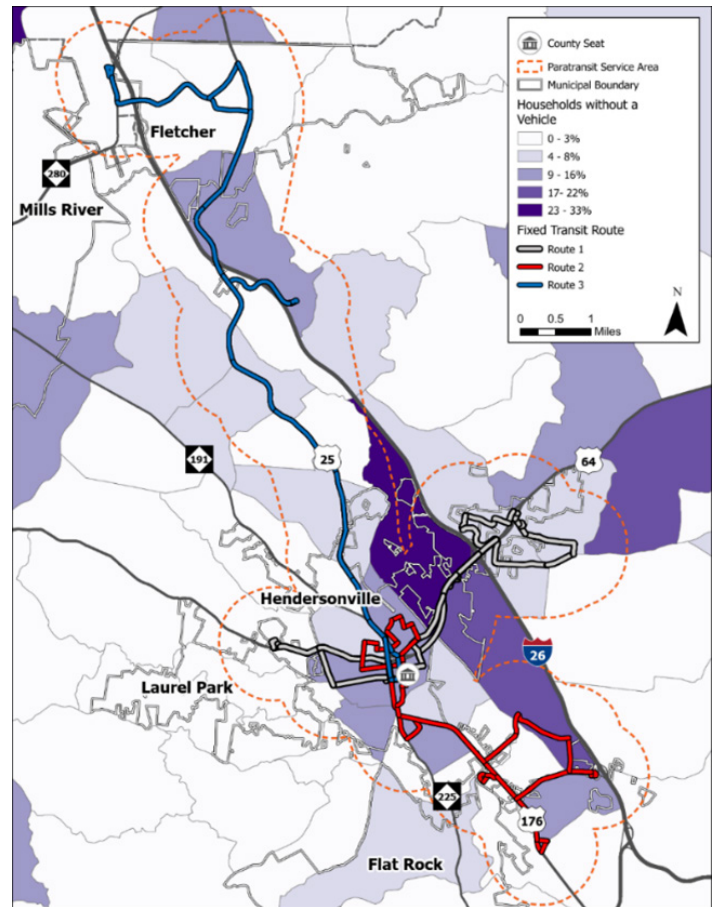 County Seat
Paratransit Service Area
Municipal Boundary
Households without a
Vehicle
0 - 3%
4 - 8%
9 - 16%
17- 22%
23 - 33%
Fixed Transit Route
Route 1
Route 2
Route 3
0 0.5 1
Miles
N
Fletcher
280
Mills River
191
25
64
Hendersonville
26
Laurel Park
225
176
Flat Rock